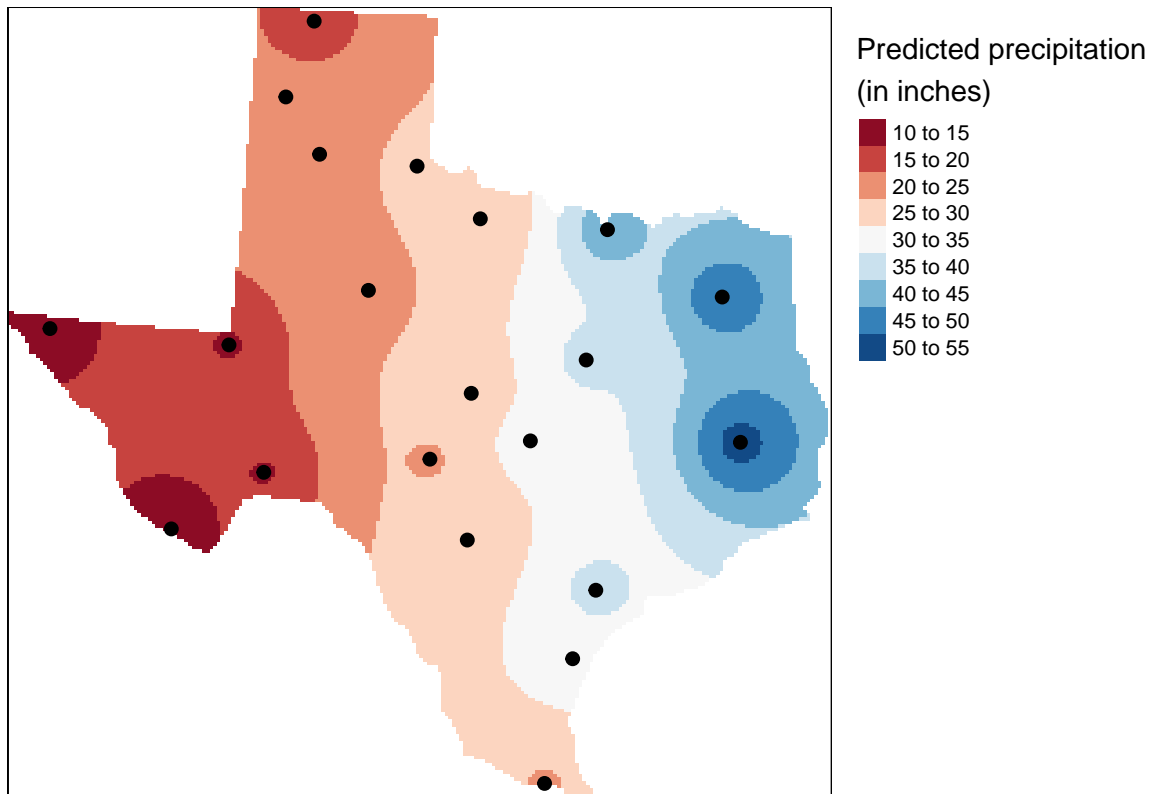 Predicted precipitation
(in inches)
10 to 15
15 to 20
20 to 25
25 to 30
30 to 35
35 to 40
40 to 45
45 to 50
50 to 55